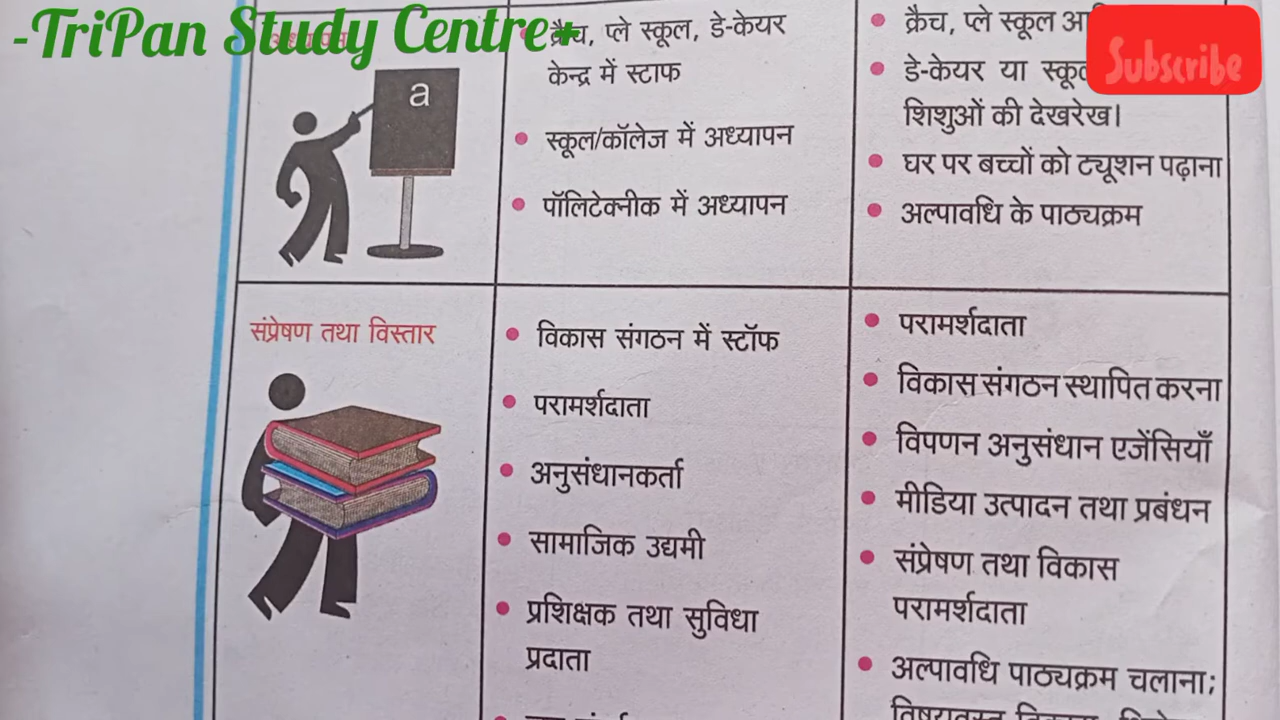 -TriPan Study Centre+
अध्यापन
क्रैच, प्ले स्कूल, डे-केयर
केन्द्र में स्टाफ
स्कूल/कॉलेज में अध्यापन
पॉलिटेक्नीक में अध्यापन
क्रैच, प्ले स्कूल
डे-केयर या स्कूल
शिशुओं की देखरेख।
घर पर बच्चों को ट्यूशन पढ़ाना
अल्पावधि के पाठ्यक्रम
Subscribe
a
संप्रेषण तथा विस्तार
विकास संगठन में स्टॉफ
परामर्शदाता
अनुसंधानकर्ता
सामाजिक उद्यमी
प्रशिक्षक तथा सुविधा
प्रदाता
परामर्शदाता
विकास संगठन स्थापित करना
विपणन अनुसंधान एजेंसियाँ
मीडिया उत्पादन तथा प्रबंधन
संप्रेषण तथा विकास
परामर्शदाता
अल्पावधि पाठ्यक्रम चलाना;